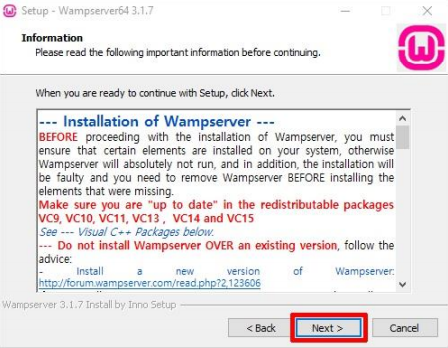 Setup - Wampserver64 3.1.7
Information
Please read the following important information before continuing.
When you are ready to continue with Setup, click Next.
--- Installation of Wampserver ---
BEFORE proceeding with the installation of Wampserver, you must
ensure that certain elements are installed on your system, otherwise
Wampserver will absolutely not run, and in addition, the installation will
be faulty and you need to remove Wampserver BEFORE installing the
elements that were missing.
Make sure you are "up to date" in the redistributable packages
VC9, VC10, VC11, VC13 , VC14 and VC15
See --- Visual C++ Packages below.
--- Do not install Wampserver OVER an existing version, follow the
advice:
- Install a new version of Wampserver:
http://forum.wampserver.com/read.php?2,123606
Wampserver 3.1.7 Install by Inno Setup
< Back Next > Cancel